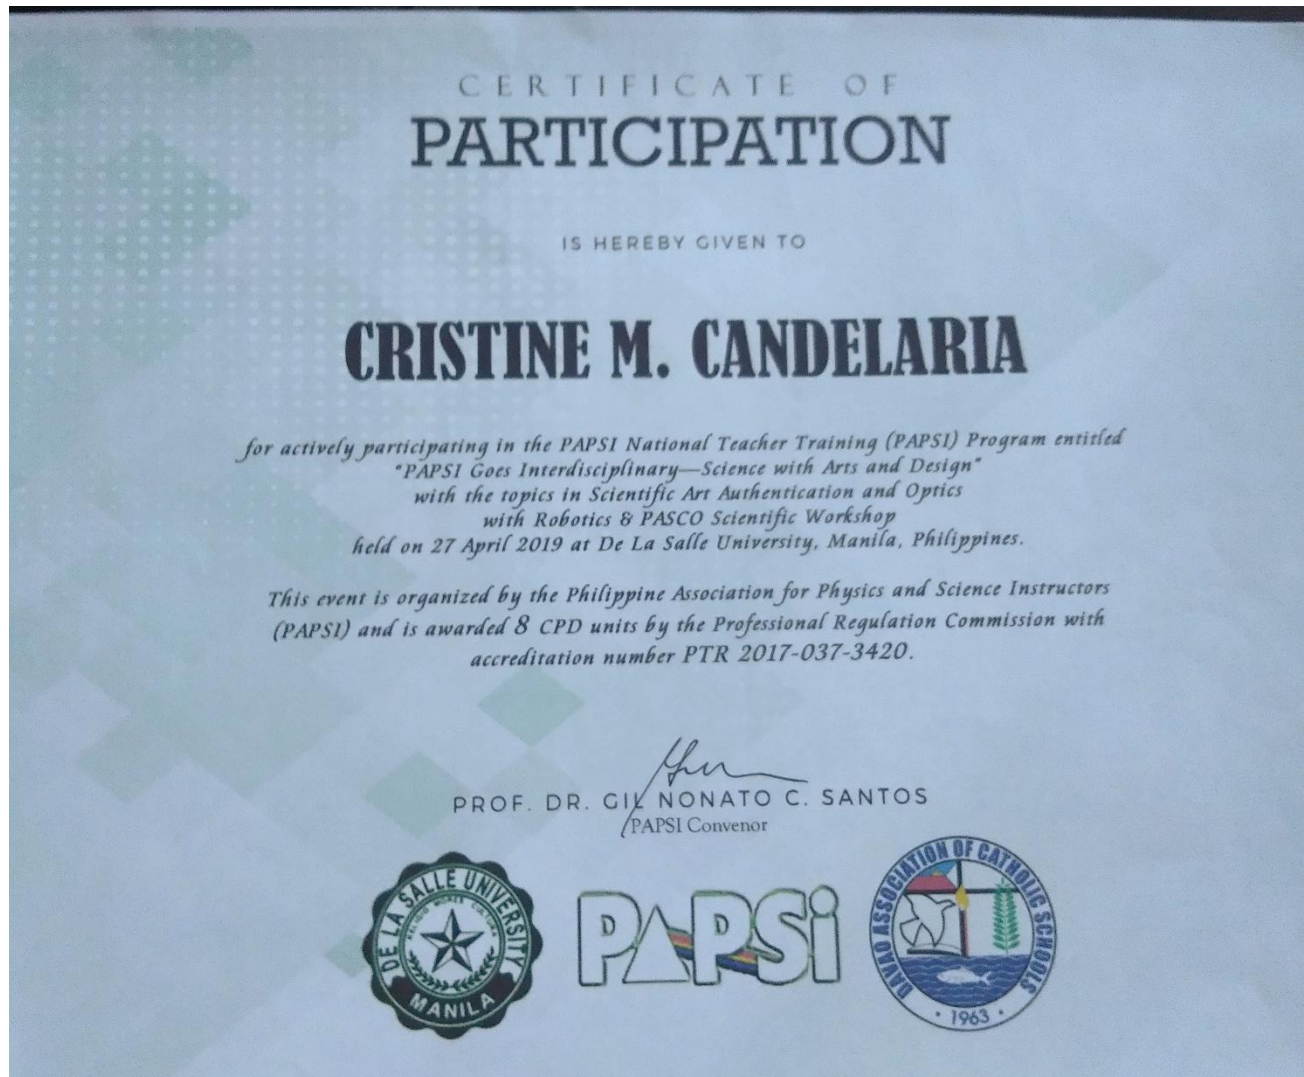 CERTIFICATE OF
PARTICIPATION
IS HEREBY GIVEN TO
CRISTINE M. CANDELARIA
for actively participating in the PAPSI National Teacher Training (PAPSI) Program entitled
"PAPSI Goes Interdisciplinary—Science with Arts and Design"
with the topics in Scientific Art Authentication and Optics
with Robotics & PASCO Scientific Workshop
held on 27 April 2019 at De La Salle University, Manila, Philippines.
This event is organized by the Philippine Association for Physics and Science Instructors
(PAPSI) and is awarded 8 CPD units by the Professional Regulation Commission with
accreditation number PTR 2017-037-3420.
PROF. DR. GIL NONATO C. SANTOS
PAPSI Convenor
DE LA SALLE UNIVERSITY
RELIGIO MORES CULTURA
MANILA
PAPSi
DAVAO ASSOCIATION OF CATHOLIC SCHOOLS
· 1963 ·